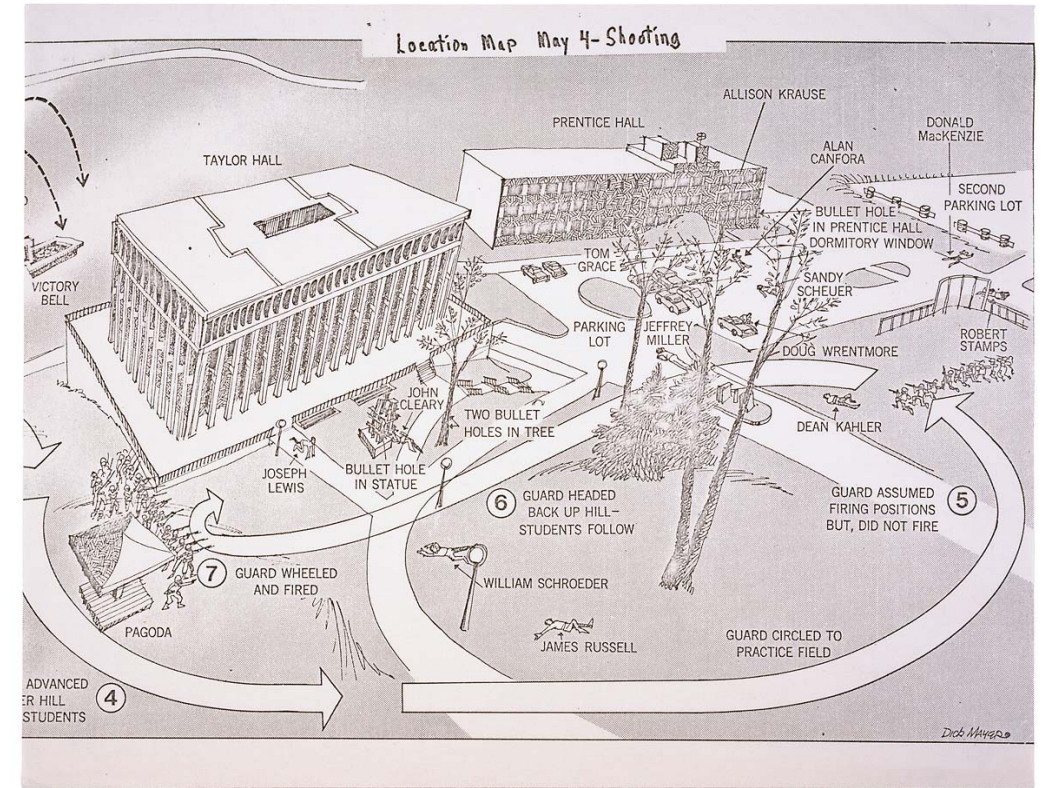 Location Map May 4-Shooting
ALLISON KRAUSE
PRENTICE HALL
DONALD
MacKENZIE
ALAN
CANFORA
TAYLOR HALL
SECOND
PARKING LOT
BULLET HOLE
IN PRENTICE HALL
DORMITORY WINDOW
TOM
GRACE
SANDY
SCHEUER
VICTORY
BELL
PARKING
LOT
JEFFREY
MILLER
ROBERT
STAMPS
DOUG WRENTMORE
JOHN
CLEARY
TWO BULLET
HOLES IN TREE
DEAN KAHLER
JOSEPH
LEWIS
BULLET HOLE
IN STATUE
6
GUARD HEADED
BACK UP HILL-
STUDENTS FOLLOW
GUARD ASSUMED
FIRING POSITIONS
BUT, DID NOT FIRE
5
7
GUARD WHEELED
AND FIRED
WILLIAM SCHROEDER
PAGODA
JAMES RUSSELL
GUARD CIRCLED TO
PRACTICE FIELD
ADVANCED
ER HILL
STUDENTS
4